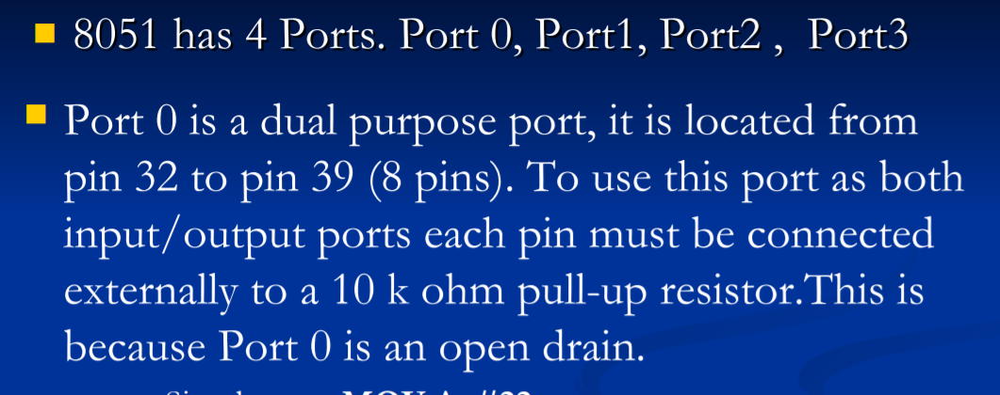 8051 has 4 Ports. Port 0, Port1, Port2 , Port3
Port 0 is a dual purpose port, it is located from
pin 32 to pin 39 (8 pins). To use this port as both
input/output ports each pin must be connected
externally to a 10 k ohm pull-up resistor.This is
because Port 0 is an open drain.